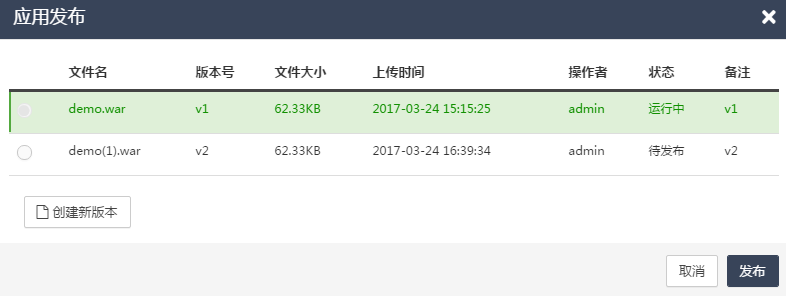 应用发布
文件名 版本号 文件大小 上传时间 操作者 状态 备注
demo.war v1 62.33KB 2017-03-24 15:15:25 admin 运行中 v1
demo(1).war v2 62.33KB 2017-03-24 16:39:34 admin 待发布 v2
创建新版本
取消 发布